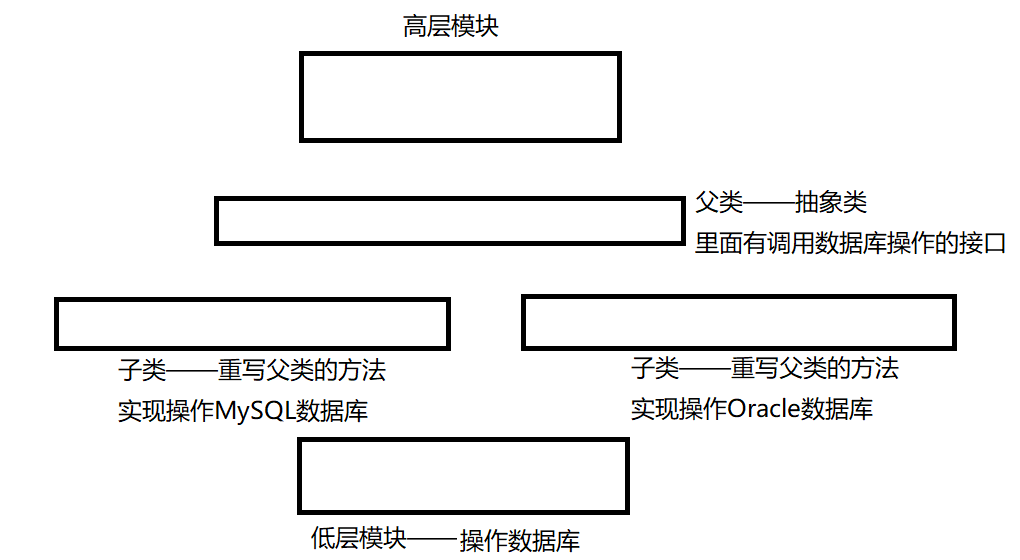 高层模块
父类——抽象类
里面有调用数据库操作的接口
子类——重写父类的方法
实现操作MySQL数据库
子类——重写父类的方法
实现操作Oracle数据库
低层模块——操作数据库